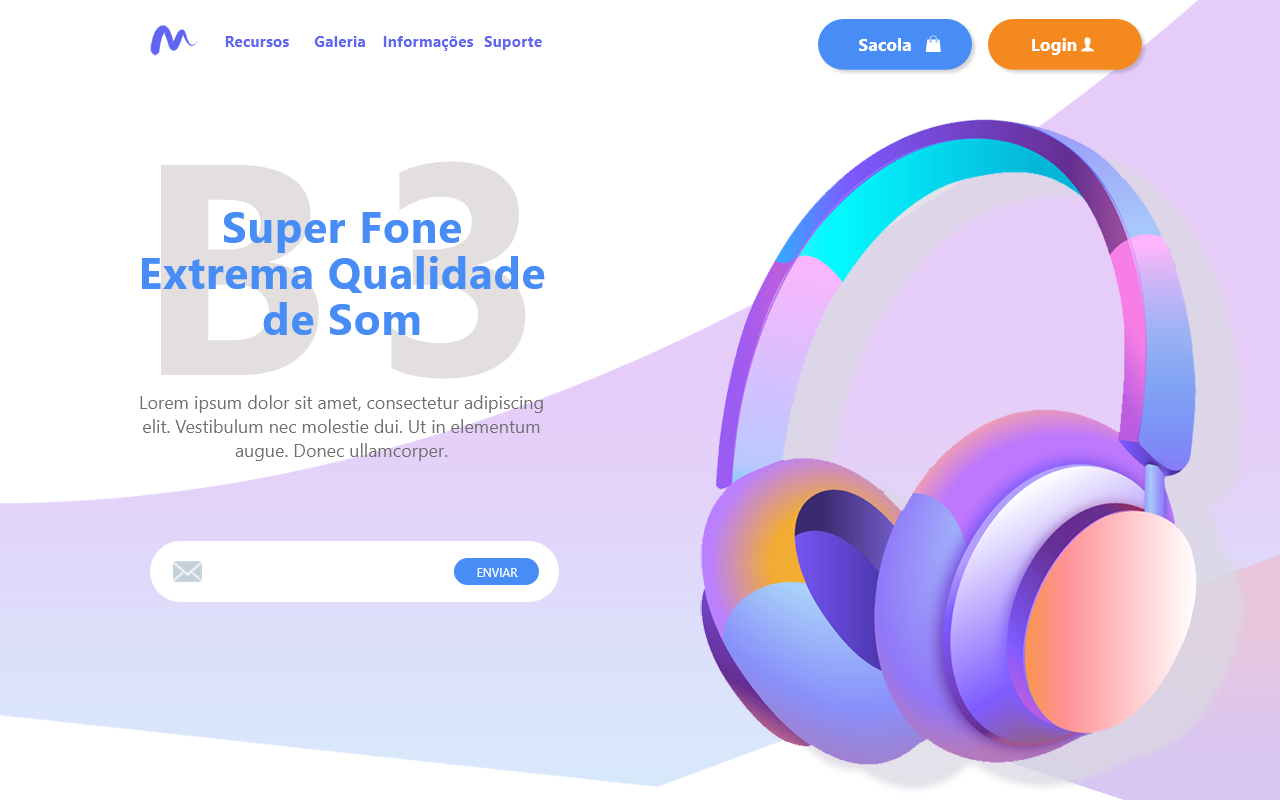 Recursos Galeria Informações Suporte
Sacola
Login
B3
Super Fone
Extrema Qualidade
de Som
Lorem ipsum dolor sit amet, consectetur adipiscing
elit. Vestibulum nec molestie dui. Ut in elementum
augue. Donec ullamcorper.
ENVIAR